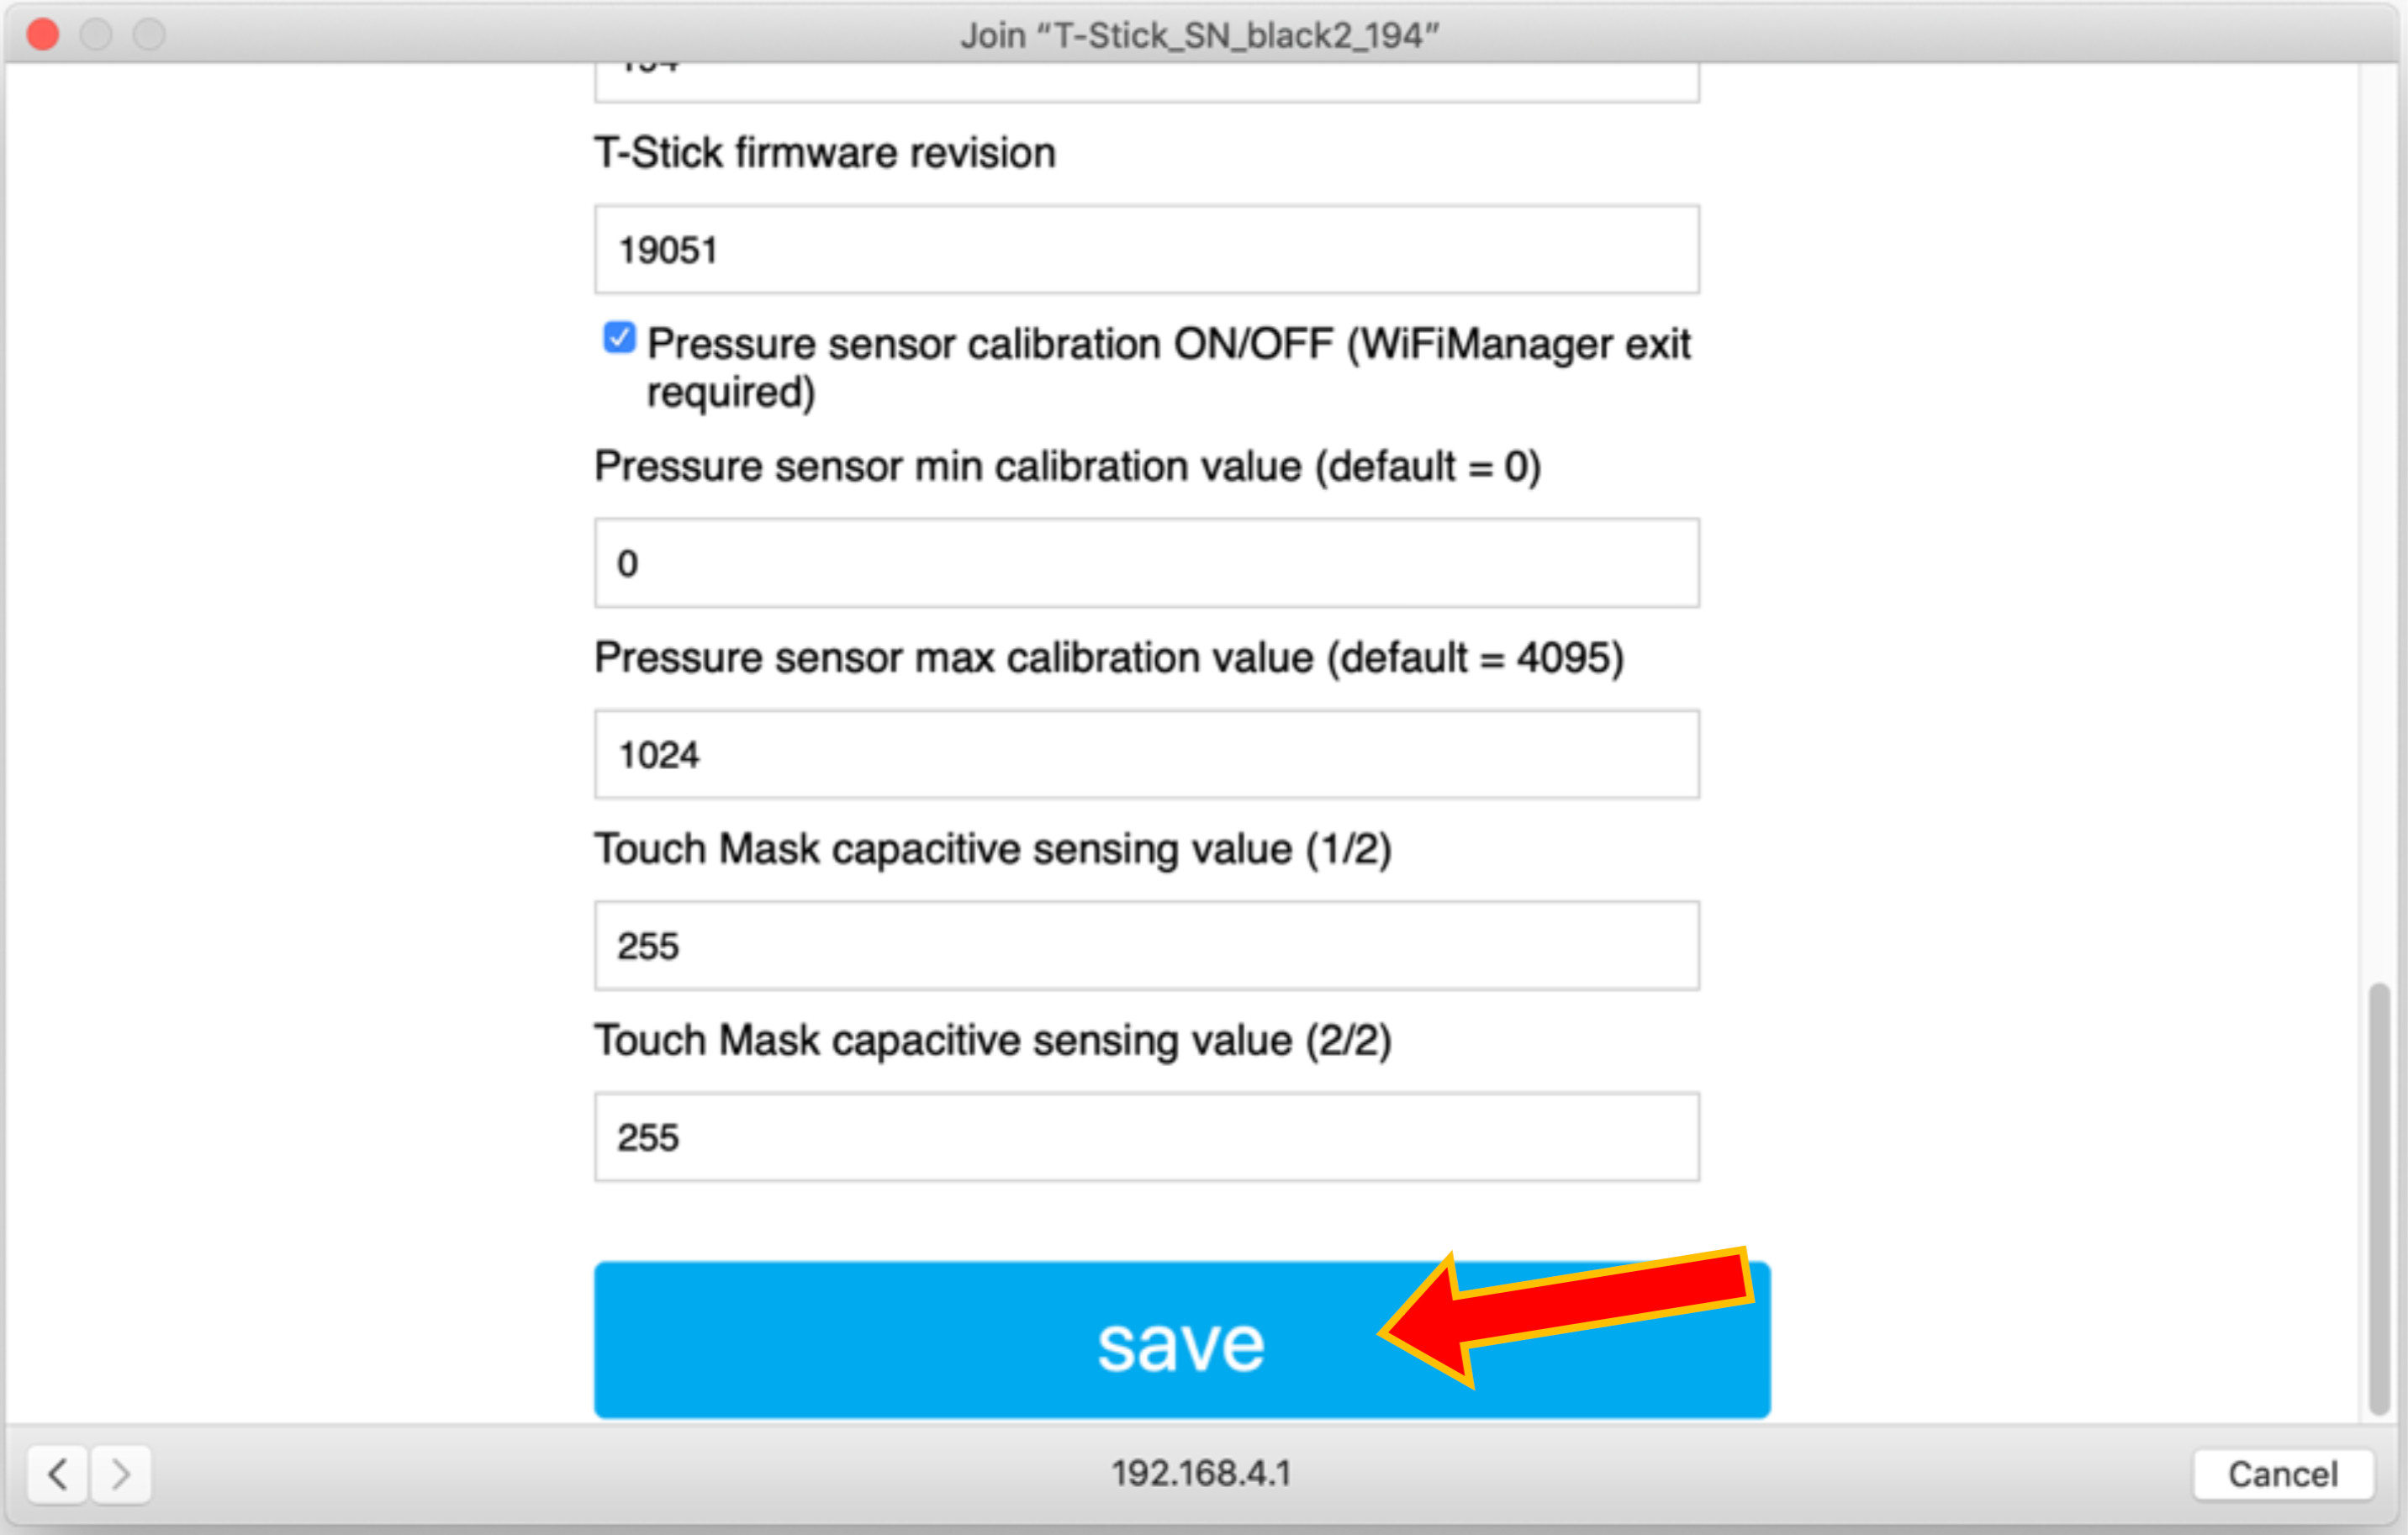 Join “T-Stick_SN_black2_194”
194
T-Stick firmware revision
19051
Pressure sensor calibration ON/OFF (WiFiManager exit
required)
Pressure sensor min calibration value (default = 0)
0
Pressure sensor max calibration value (default = 4095)
1024
Touch Mask capacitive sensing value (1/2)
255
Touch Mask capacitive sensing value (2/2)
255
save
192.168.4.1
Cancel